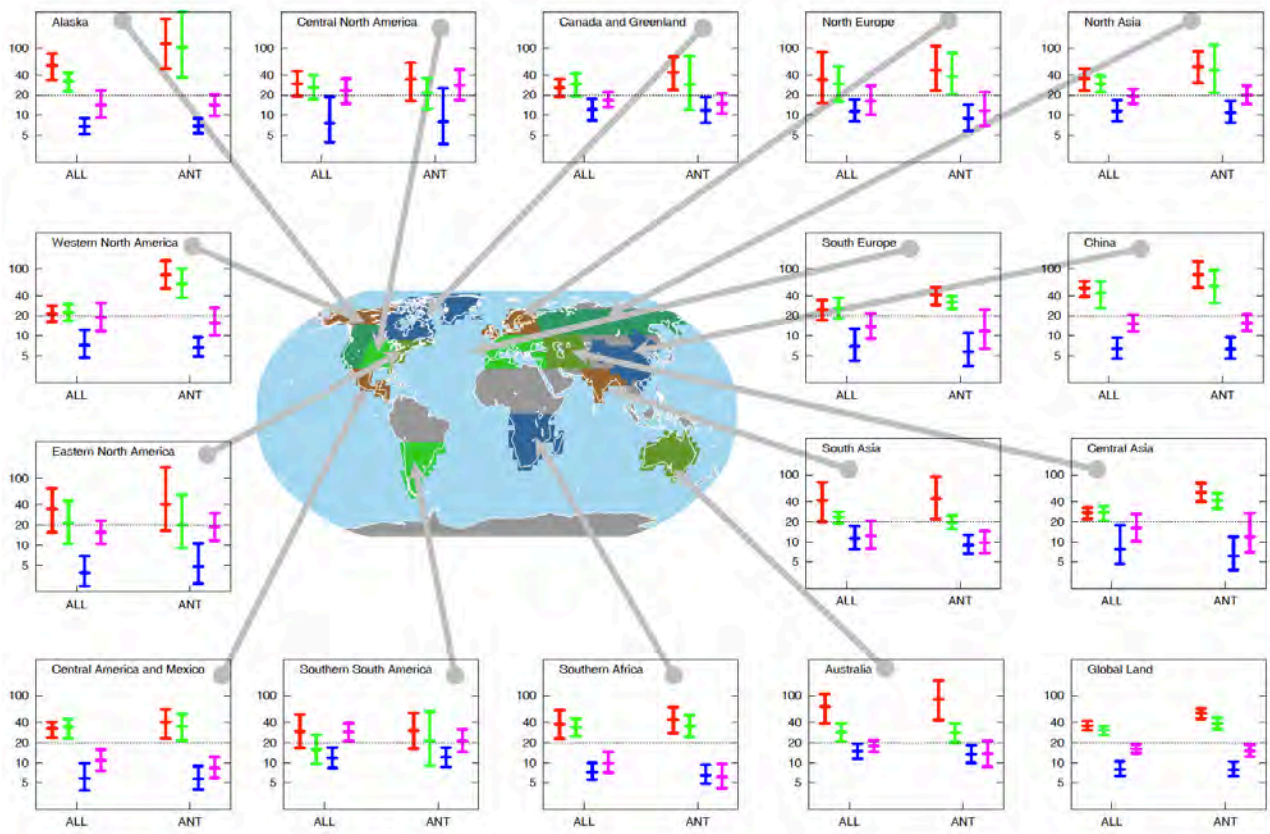 Alaska
100
40
20
10
5
ALL
ANT
Central North America
100
40
20
10
5
ALL
ANT
Canada and Greenland
100
40
20
10
5
ALL
ANT
North Europe
100
40
20
10
5
ALL
ANT
North Asia
100
40
20
10
5
ALL
ANT
Western North America
100
40
20
10
5
ALL
ANT
South Europe
100
40
20
10
5
ALL
ANT
China
100
40
20
10
5
ALL
ANT
Eastern North America
100
40
20
10
5
ALL
ANT
South Asia
100
40
20
10
5
ALL
ANT
Central Asia
100
40
20
10
5
ALL
ANT
Central America and Mexico
100
40
20
10
5
ALL
ANT
Southern South America
100
40
20
10
5
ALL
ANT
Southern Africa
100
40
20
10
5
ALL
ANT
Australia
100
40
20
10
5
ALL
ANT
Global Land
100
40
20
10
5
ALL
ANT